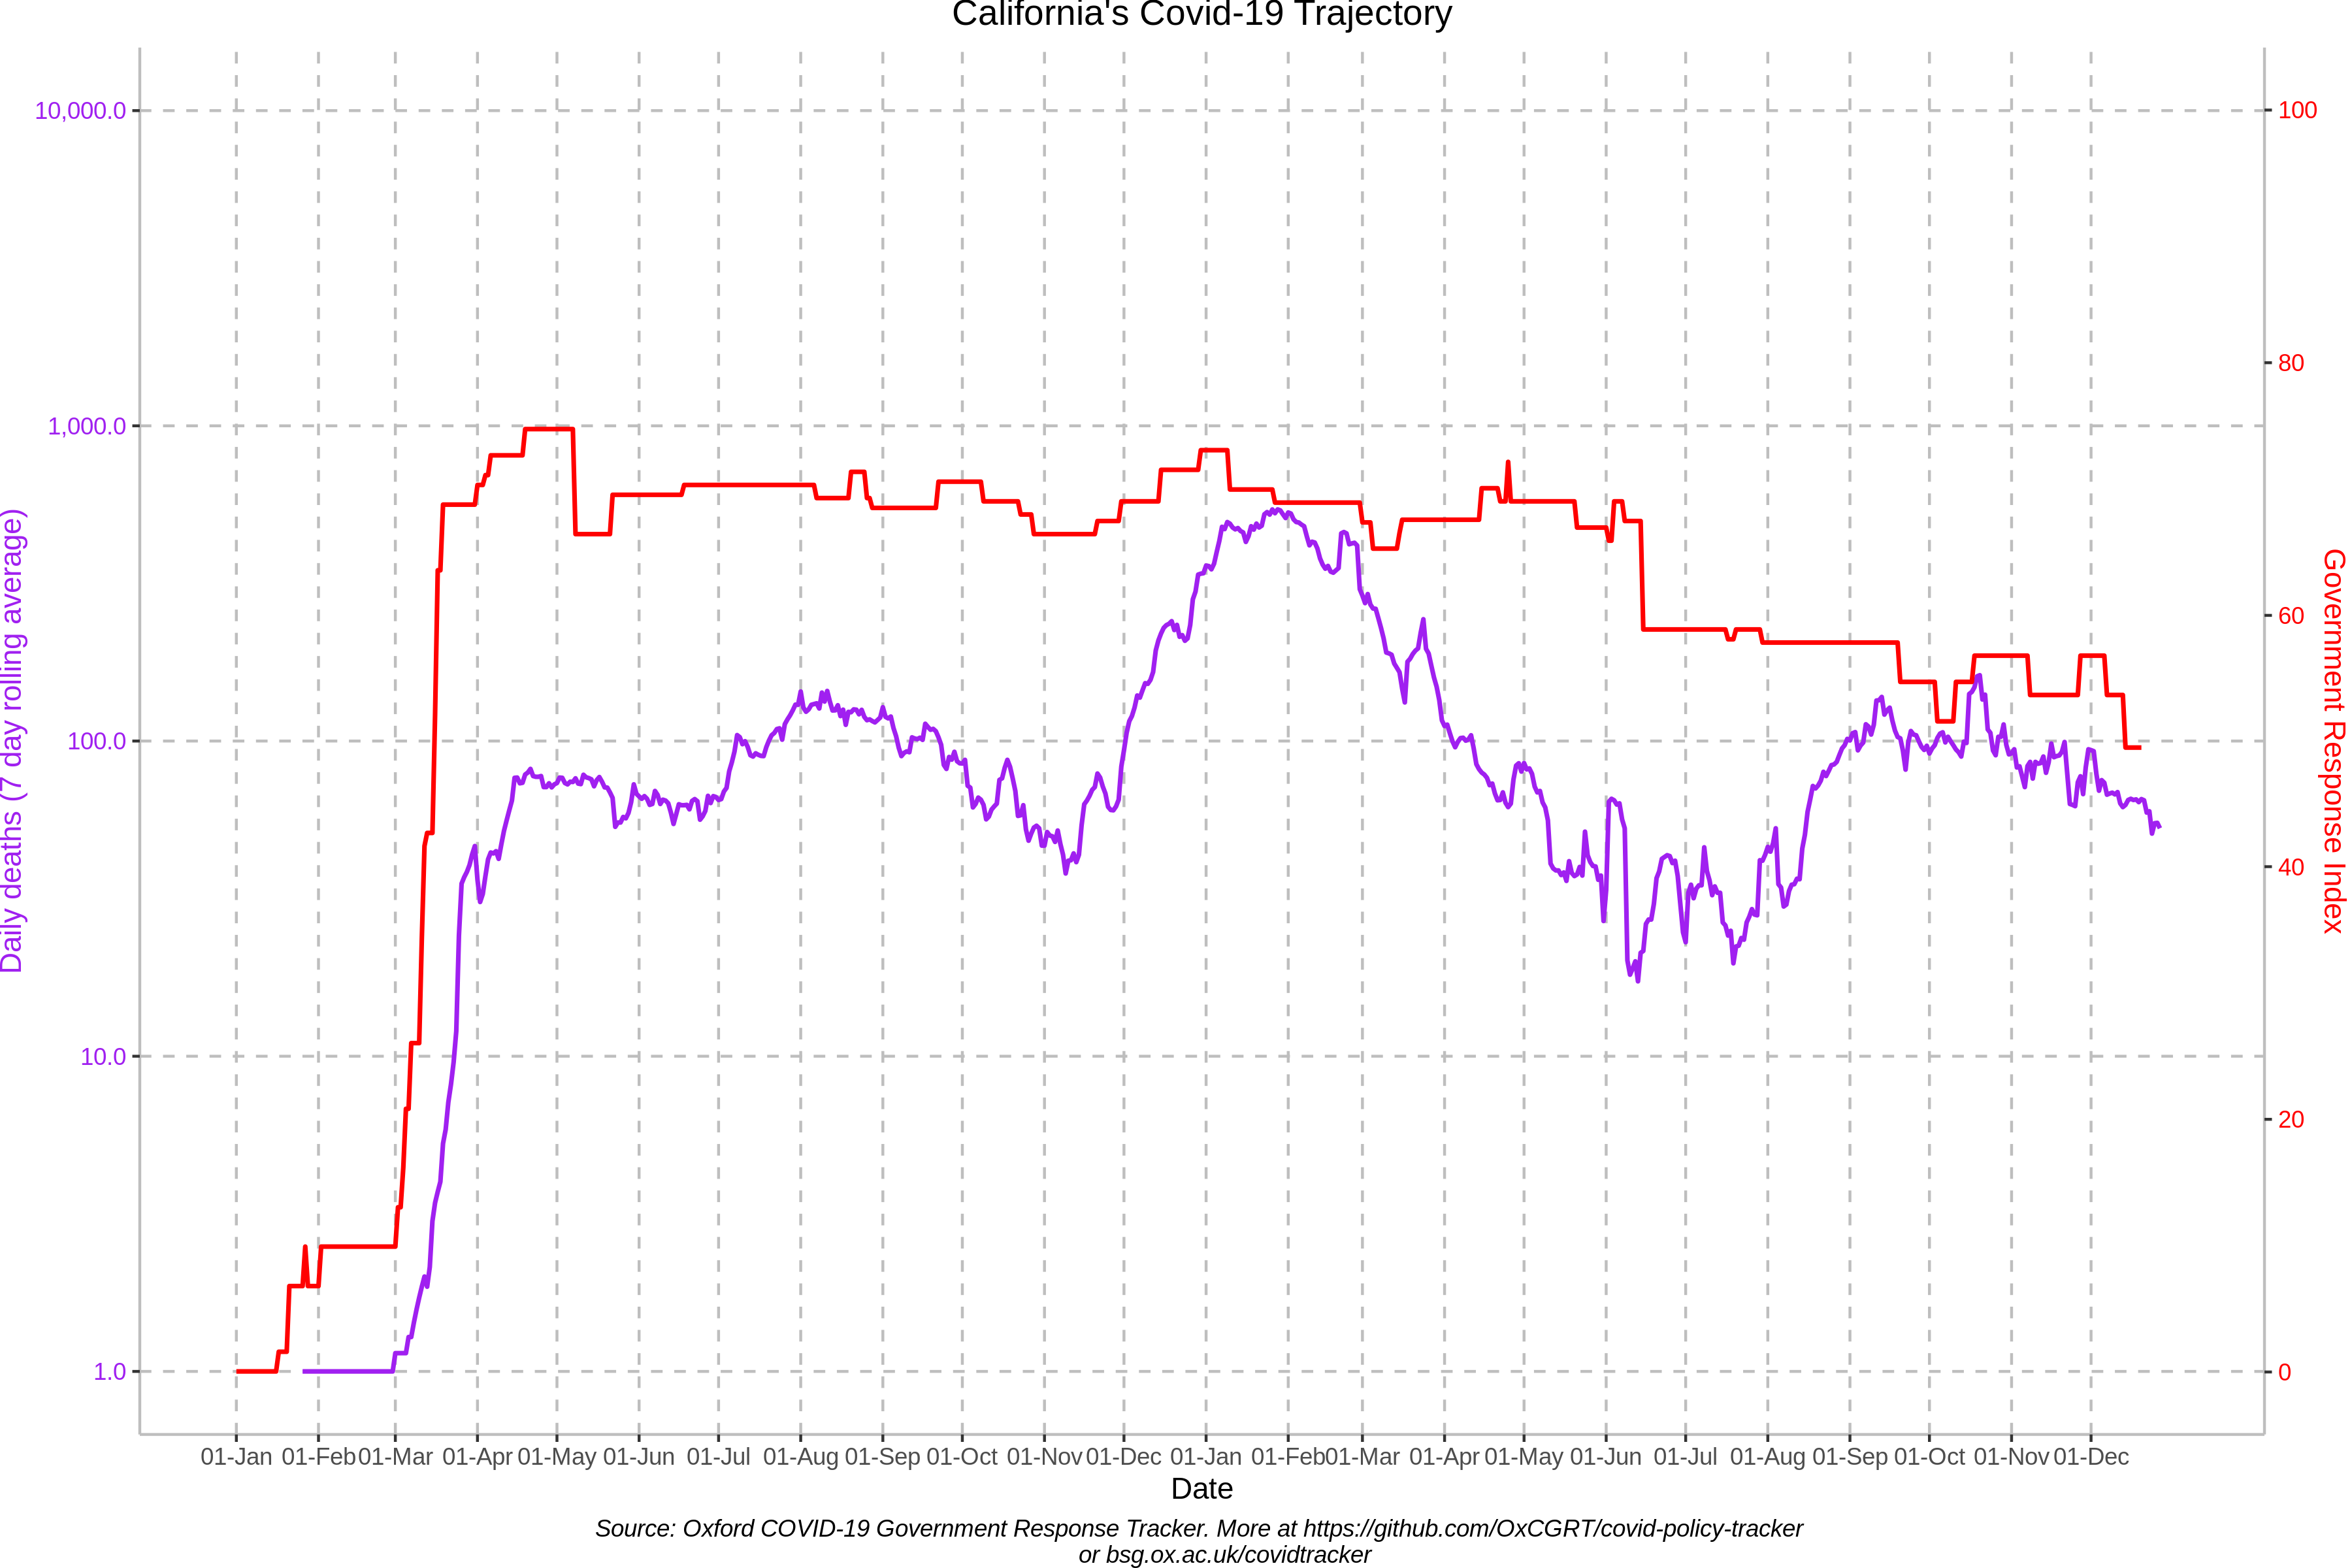 California's Covid-19 Trajectory
10,000.0
1,000.0
100.0
10.0
1.0
Daily deaths (7 day rolling average)
100
80
60
40
20
0
Government Response Index
01-Jan 01-Feb 01-Mar 01-Apr 01-May 01-Jun 01-Jul 01-Aug 01-Sep 01-Oct 01-Nov 01-Dec 01-Jan 01-Feb 01-Mar 01-Apr 01-May 01-Jun 01-Jul 01-Aug 01-Sep 01-Oct 01-Nov 01-Dec
Date
Source: Oxford COVID-19 Government Response Tracker. More at https://github.com/OxCGRT/covid-policy-tracker
or bsg.ox.ac.uk/covidtracker